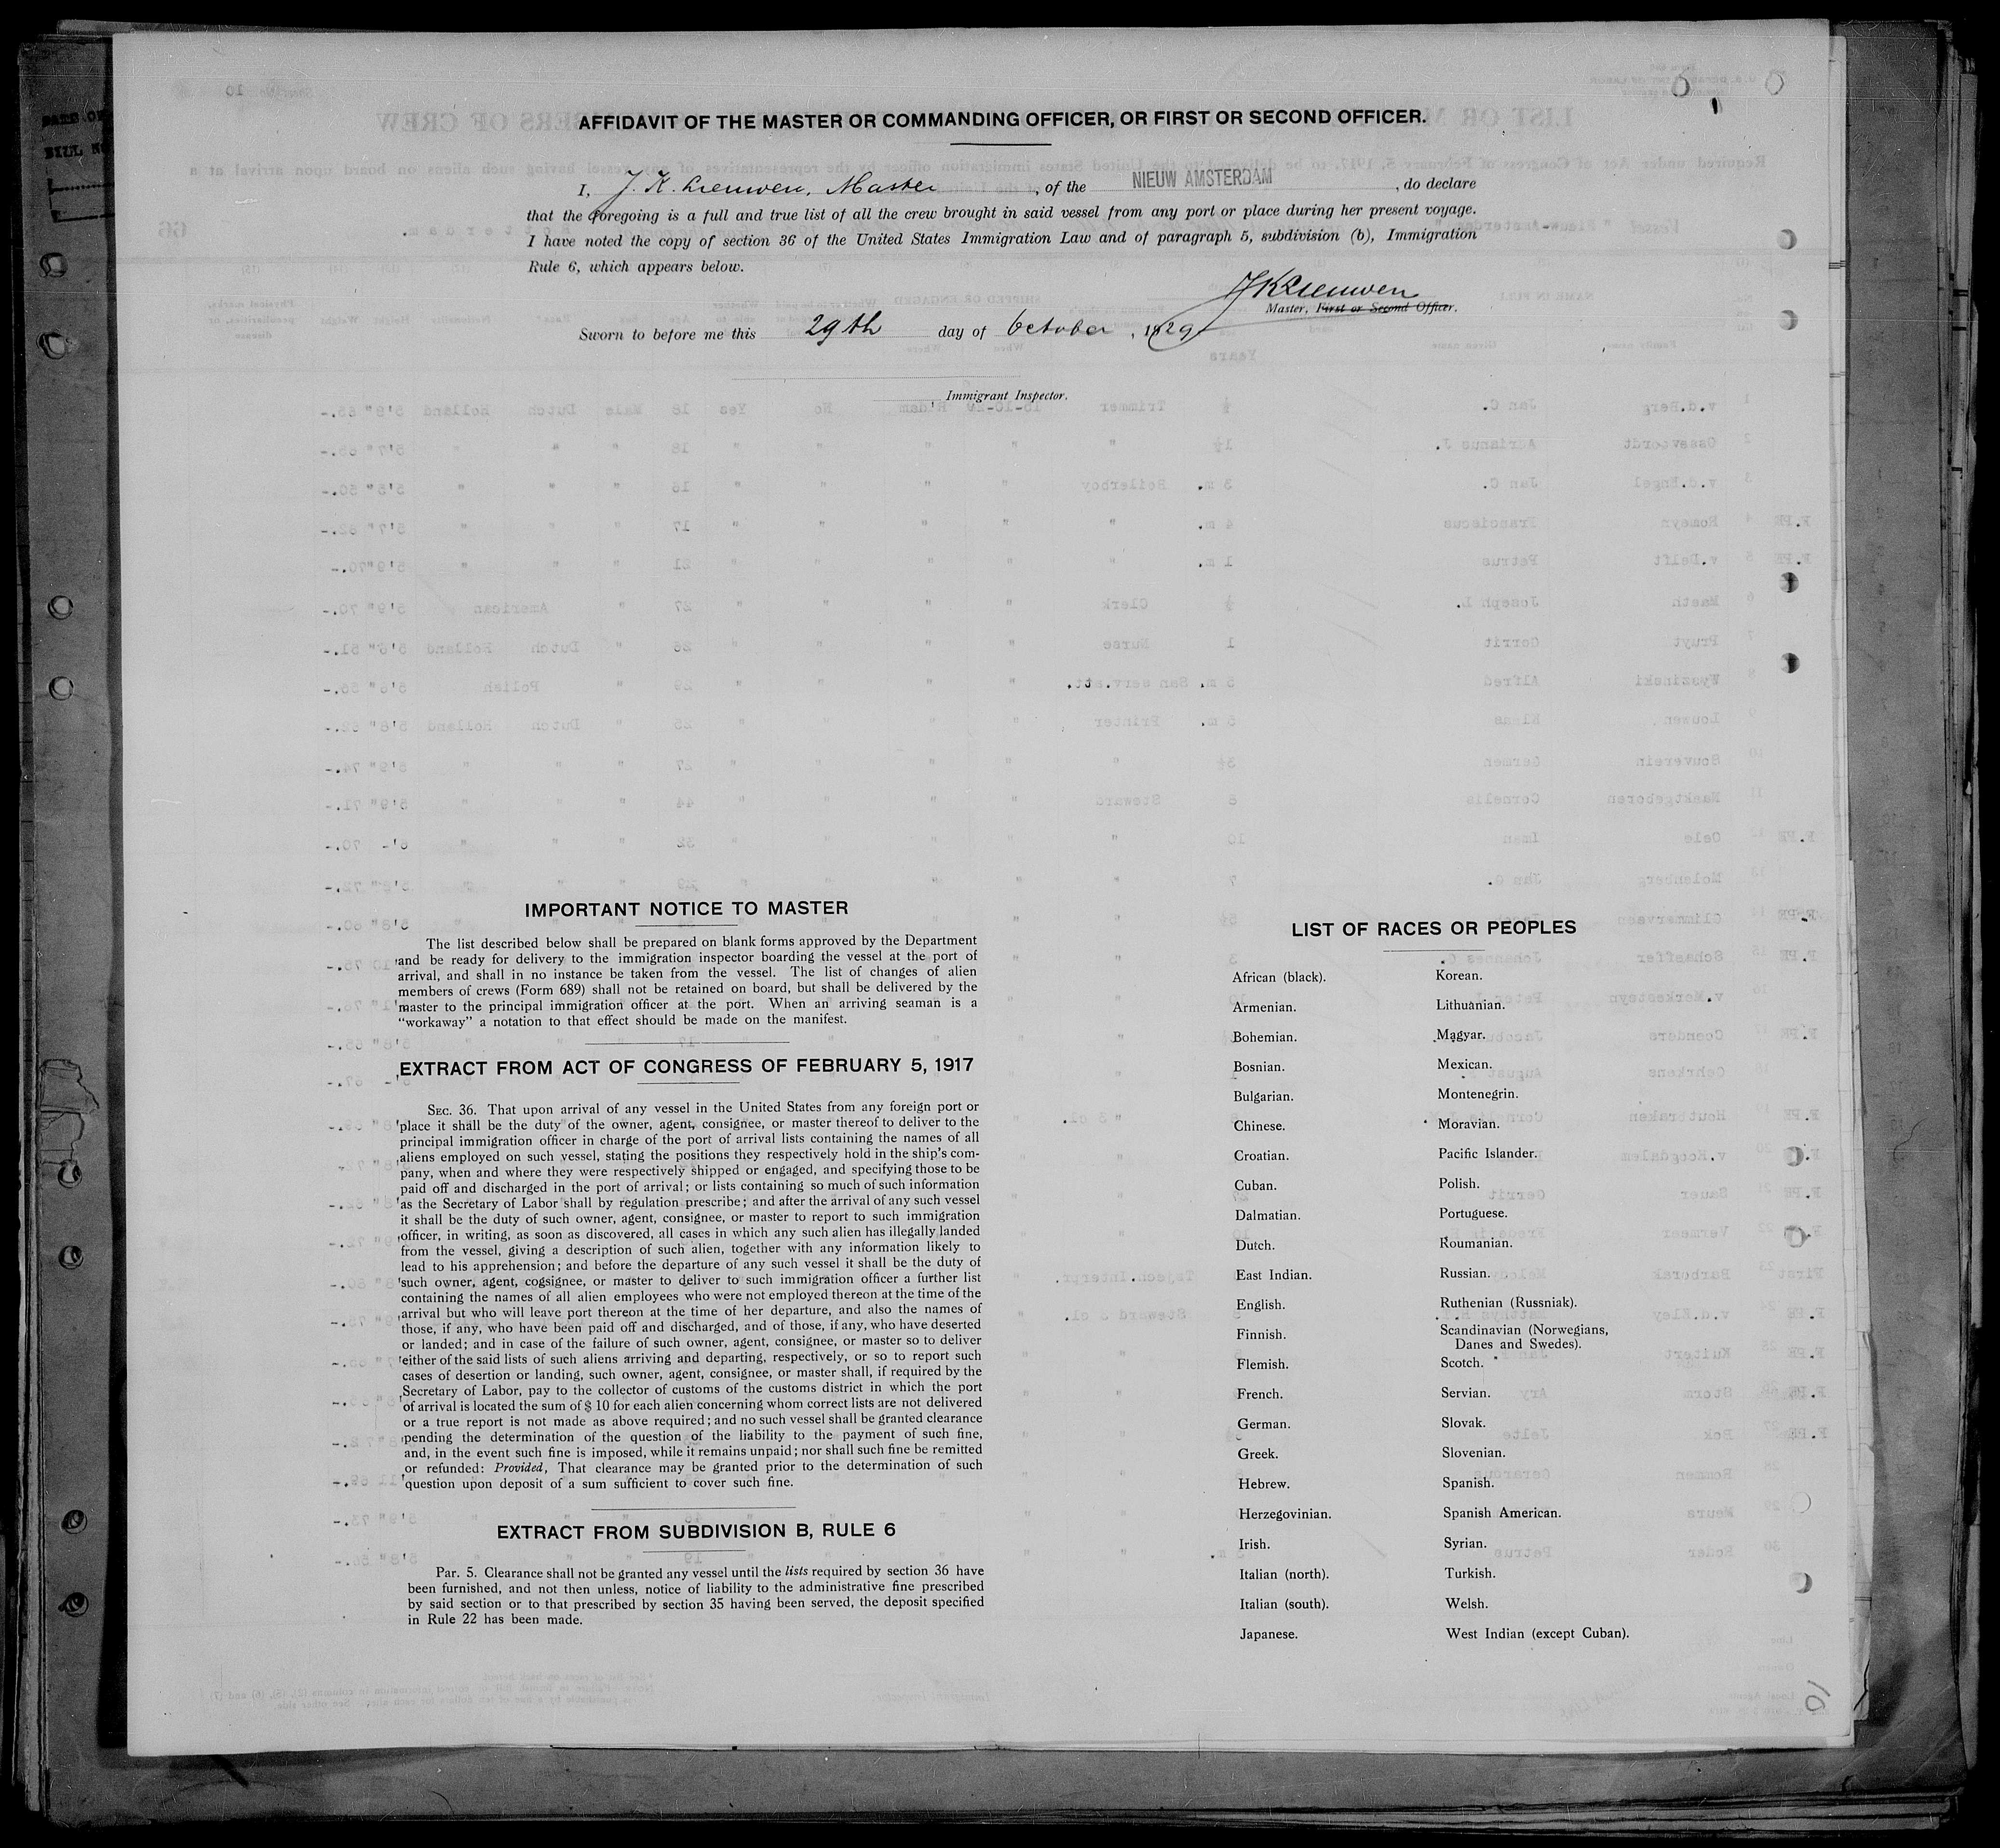 AFFIDAVIT OF THE MASTER OR COMMANDING OFFICER, OR FIRST OR SECOND OFFICER.
I, J. K. Lieuwen, Master, of the NIEUW AMSTERDAM, do declare
that the foregoing is a full and true list of all the crew brought in said vessel from any port or place during her present voyage.
I have noted the copy of section 36 of the United States Immigration Law and of paragraph 5, subdivision (b), Immigration
Rule 6, which appears below.
JKLieuwen
Master, First or Second Officer.
Sworn to before me this 29th day of October, 1929
Immigrant Inspector.
IMPORTANT NOTICE TO MASTER
The list described below shall be prepared on blank forms approved by the Department
and be ready for delivery to the immigration inspector boarding the vessel at the port of
arrival, and shall in no instance be taken from the vessel. The list of changes of alien
members of crews (Form 689) shall not be retained on board, but shall be delivered by the
master to the principal immigration officer at the port. When an arriving seaman is a
"workaway" a notation to that effect should be made on the manifest.
EXTRACT FROM ACT OF CONGRESS OF FEBRUARY 5, 1917
SEC. 36. That upon arrival of any vessel in the United States from any foreign port or
place it shall be the duty of the owner, agent, consignee, or master thereof to deliver to the
principal immigration officer in charge of the port of arrival lists containing the names of all
aliens employed on such vessel, stating the positions they respectively hold in the ship's com-
pany, when and where they were respectively shipped or engaged, and specifying those to be
paid off and discharged in the port of arrival; or lists containing so much of such information
as the Secretary of Labor shall by regulation prescribe; and after the arrival of any such vessel
it shall be the duty of such owner, agent, consignee, or master to report to such immigration
officer, in writing, as soon as discovered, all cases in which any such alien has illegally landed
from the vessel, giving a description of such alien, together with any information likely to
lead to his apprehension; and before the departure of any such vessel it shall be the duty of
such owner, agent, cogsignee, or master to deliver to such immigration officer a further list
containing the names of all alien employees who were not employed thereon at the time of the
arrival but who will leave port thereon at the time of her departure, and also the names of
those, if any, who have been paid off and discharged, and of those, if any, who have deserted
or landed; and in case of the failure of such owner, agent, consignee, or master so to deliver
either of the said lists of such aliens arriving and departing, respectively, or so to report such
cases of desertion or landing, such owner, agent, consignee, or master shall, if required by the
Secretary of Labor, pay to the collector of customs of the customs district in which the port
of arrival is located the sum of $ 10 for each alien concerning whom correct lists are not delivered
or a true report is not made as above required; and no such vessel shall be granted clearance
pending the determination of the question of the liability to the payment of such fine,
and, in the event such fine is imposed, while it remains unpaid; nor shall such fine be remitted
or refunded: Provided, That clearance may be granted prior to the determination of such
question upon deposit of a sum sufficient to cover such fine.
EXTRACT FROM SUBDIVISION B, RULE 6
Par. 5. Clearance shall not be granted any vessel until the lists required by section 36 have
been furnished, and not then unless, notice of liability to the administrative fine prescribed
by said section or to that prescribed by section 35 having been served, the deposit specified
in Rule 22 has been made.
LIST OF RACES OR PEOPLES
African (black).
Armenian.
Bohemian.
Bosnian.
Bulgarian.
Chinese.
Croatian.
Cuban.
Dalmatian.
Dutch.
East Indian.
English.
Finnish.
Flemish.
French.
German.
Greek.
Hebrew.
Herzegovinian.
Irish.
Italian (north).
Italian (south).
Japanese.
Korean.
Lithuanian.
Magyar.
Mexican.
Montenegrin.
Moravian.
Pacific Islander.
Polish.
Portuguese.
Roumanian.
Russian.
Ruthenian (Russniak).
Scandinavian (Norwegians,
Danes and Swedes).
Scotch.
Servian.
Slovak.
Slovenian.
Spanish.
Spanish American.
Syrian.
Turkish.
Welsh.
West Indian (except Cuban).
10